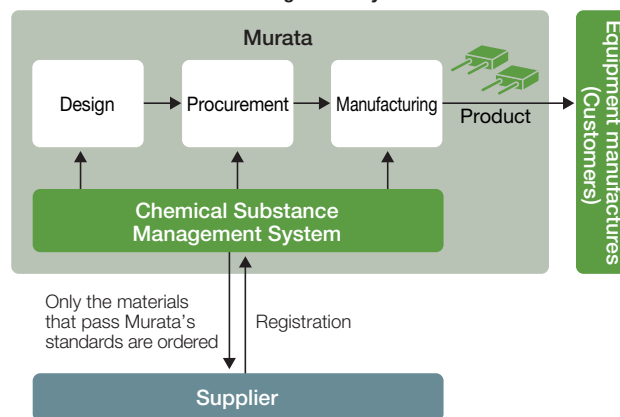 Murata
Design
Procurement
Manufacturing
Product
Equipment manufactures
(Customers)
Chemical Substance
Management System
Only the materials
that pass Murata's
standards are ordered
Registration
Supplier